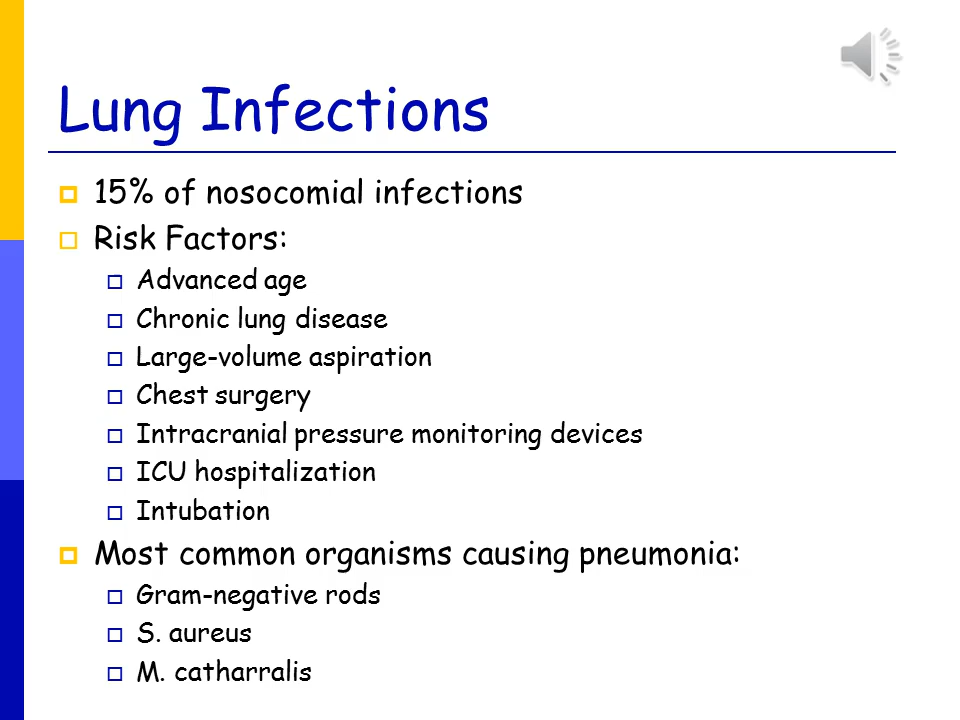 Lung Infections
15% of nosocomial infections
Risk Factors:
Advanced age
Chronic lung disease
Large-volume aspiration
Chest surgery
Intracranial pressure monitoring devices
ICU hospitalization
Intubation
Most common organisms causing pneumonia:
Gram-negative rods
S. aureus
M. catharralis